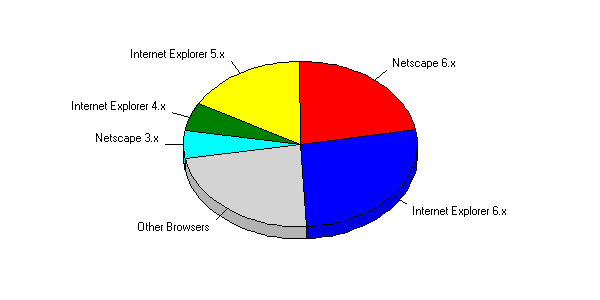 Internet Explorer 5.x
Netscape 6.x
Internet Explorer 4.x
Netscape 3.x
Internet Explorer 6.x
Other Browsers